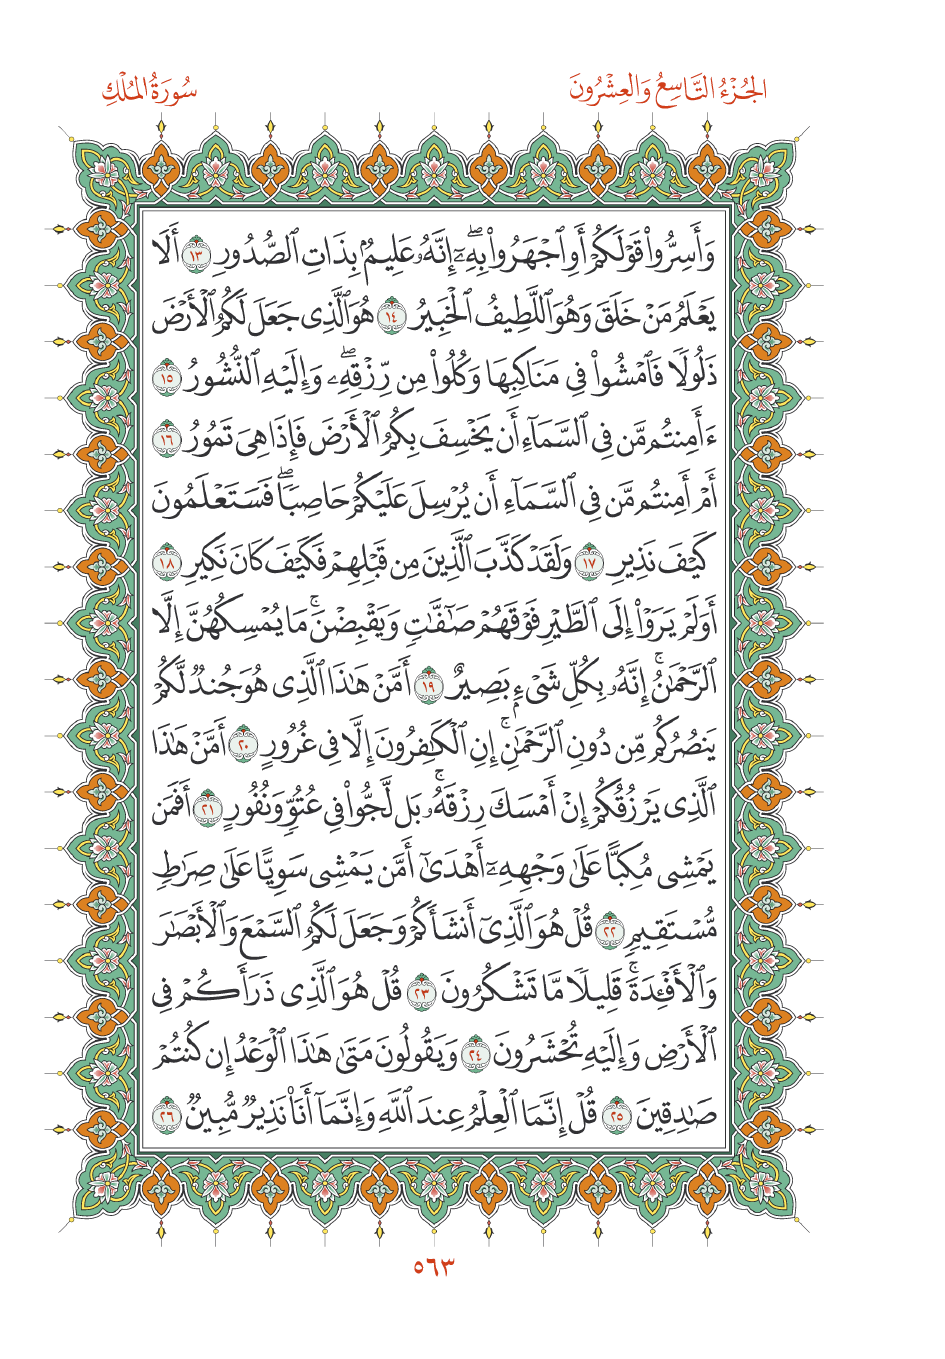 الجُزْءُ التَّاسِعُ وَالعِشْرُونَ
سُورَةُ المُلْكِ
وَأَسِرُّوا۟ قَوْلَكُمْ أَوِ ٱجْهَرُوا۟ بِهِۦٓۖ إِنَّهُۥ عَلِيمٌۢ بِذَاتِ ٱلصُّدُورِ ١٣ أَلَا
يَعْلَمُ مَنْ خَلَقَ وَهُوَ ٱللَّطِيفُ ٱلْخَبِيرُ ١٤ هُوَ ٱلَّذِى جَعَلَ لَكُمُ ٱلْأَرْضَ
ذَلُولًا فَٱمْشُوا۟ فِى مَنَاكِبِهَا وَكُلُوا۟ مِن رِّزْقِهِۦۖ وَإِلَيْهِ ٱلنُّشُورُ ١٥
ءَأَمِنتُم مَّن فِى ٱلسَّمَآءِ أَن يَخْسِفَ بِكُمُ ٱلْأَرْضَ فَإِذَا هِىَ تَمُورُ ١٦
أَمْ أَمِنتُم مَّن فِى ٱلسَّمَآءِ أَن يُرْسِلَ عَلَيْكُمْ حَاصِبًاۖ فَسَتَعْلَمُونَ
كَيْفَ نَذِيرِ ١٧ وَلَقَدْ كَذَّبَ ٱلَّذِينَ مِن قَبْلِهِمْ فَكَيْفَ كَانَ نَكِيرِ ١٨
أَوَلَمْ يَرَوْا۟ إِلَى ٱلطَّيْرِ فَوْقَهُمْ صَٰٓفَّٰتٍ وَيَقْبِضْنَۚ مَا يُمْسِكُهُنَّ إِلَّا
ٱلرَّحْمَٰنُۚ إِنَّهُۥ بِكُلِّ شَىْءٍۭ بَصِيرٌ ١٩ أَمَّنْ هَٰذَا ٱلَّذِى هُوَ جُندٌ لَّكُمْ
يَنصُرُكُم مِّن دُونِ ٱلرَّحْمَٰنِۚ إِنِ ٱلْكَٰفِرُونَ إِلَّا فِى غُرُورٍ ٢٠ أَمَّنْ هَٰذَا
ٱلَّذِى يَرْزُقُكُمْ إِنْ أَمْسَكَ رِزْقَهُۥۚ بَل لَّجُّوا۟ فِى عُتُوٍّ وَنُفُورٍ ٢١ أَفَمَن
يَمْشِى مُكِبًّا عَلَىٰ وَجْهِهِۦٓ أَهْدَىٰٓ أَمَّن يَمْشِى سَوِيًّا عَلَىٰ صِرَٰطٍ
مُّسْتَقِيمٍ ٢٢ قُلْ هُوَ ٱلَّذِىٓ أَنشَأَكُمْ وَجَعَلَ لَكُمُ ٱلسَّمْعَ وَٱلْأَبْصَٰرَ
وَٱلْأَفْـِٔدَةَۖ قَلِيلًا مَّا تَشْكُرُونَ ٢٣ قُلْ هُوَ ٱلَّذِى ذَرَأَكُمْ فِى
ٱلْأَرْضِ وَإِلَيْهِ تُحْشَرُونَ ٢٤ وَيَقُولُونَ مَتَىٰ هَٰذَا ٱلْوَعْدُ إِن كُنتُمْ
صَٰدِقِينَ ٢٥ قُلْ إِنَّمَا ٱلْعِلْمُ عِندَ ٱللَّهِ وَإِنَّمَآ أَنَا۠ نَذِيرٌ مُّبِينٌ ٢٦
٥٦٣